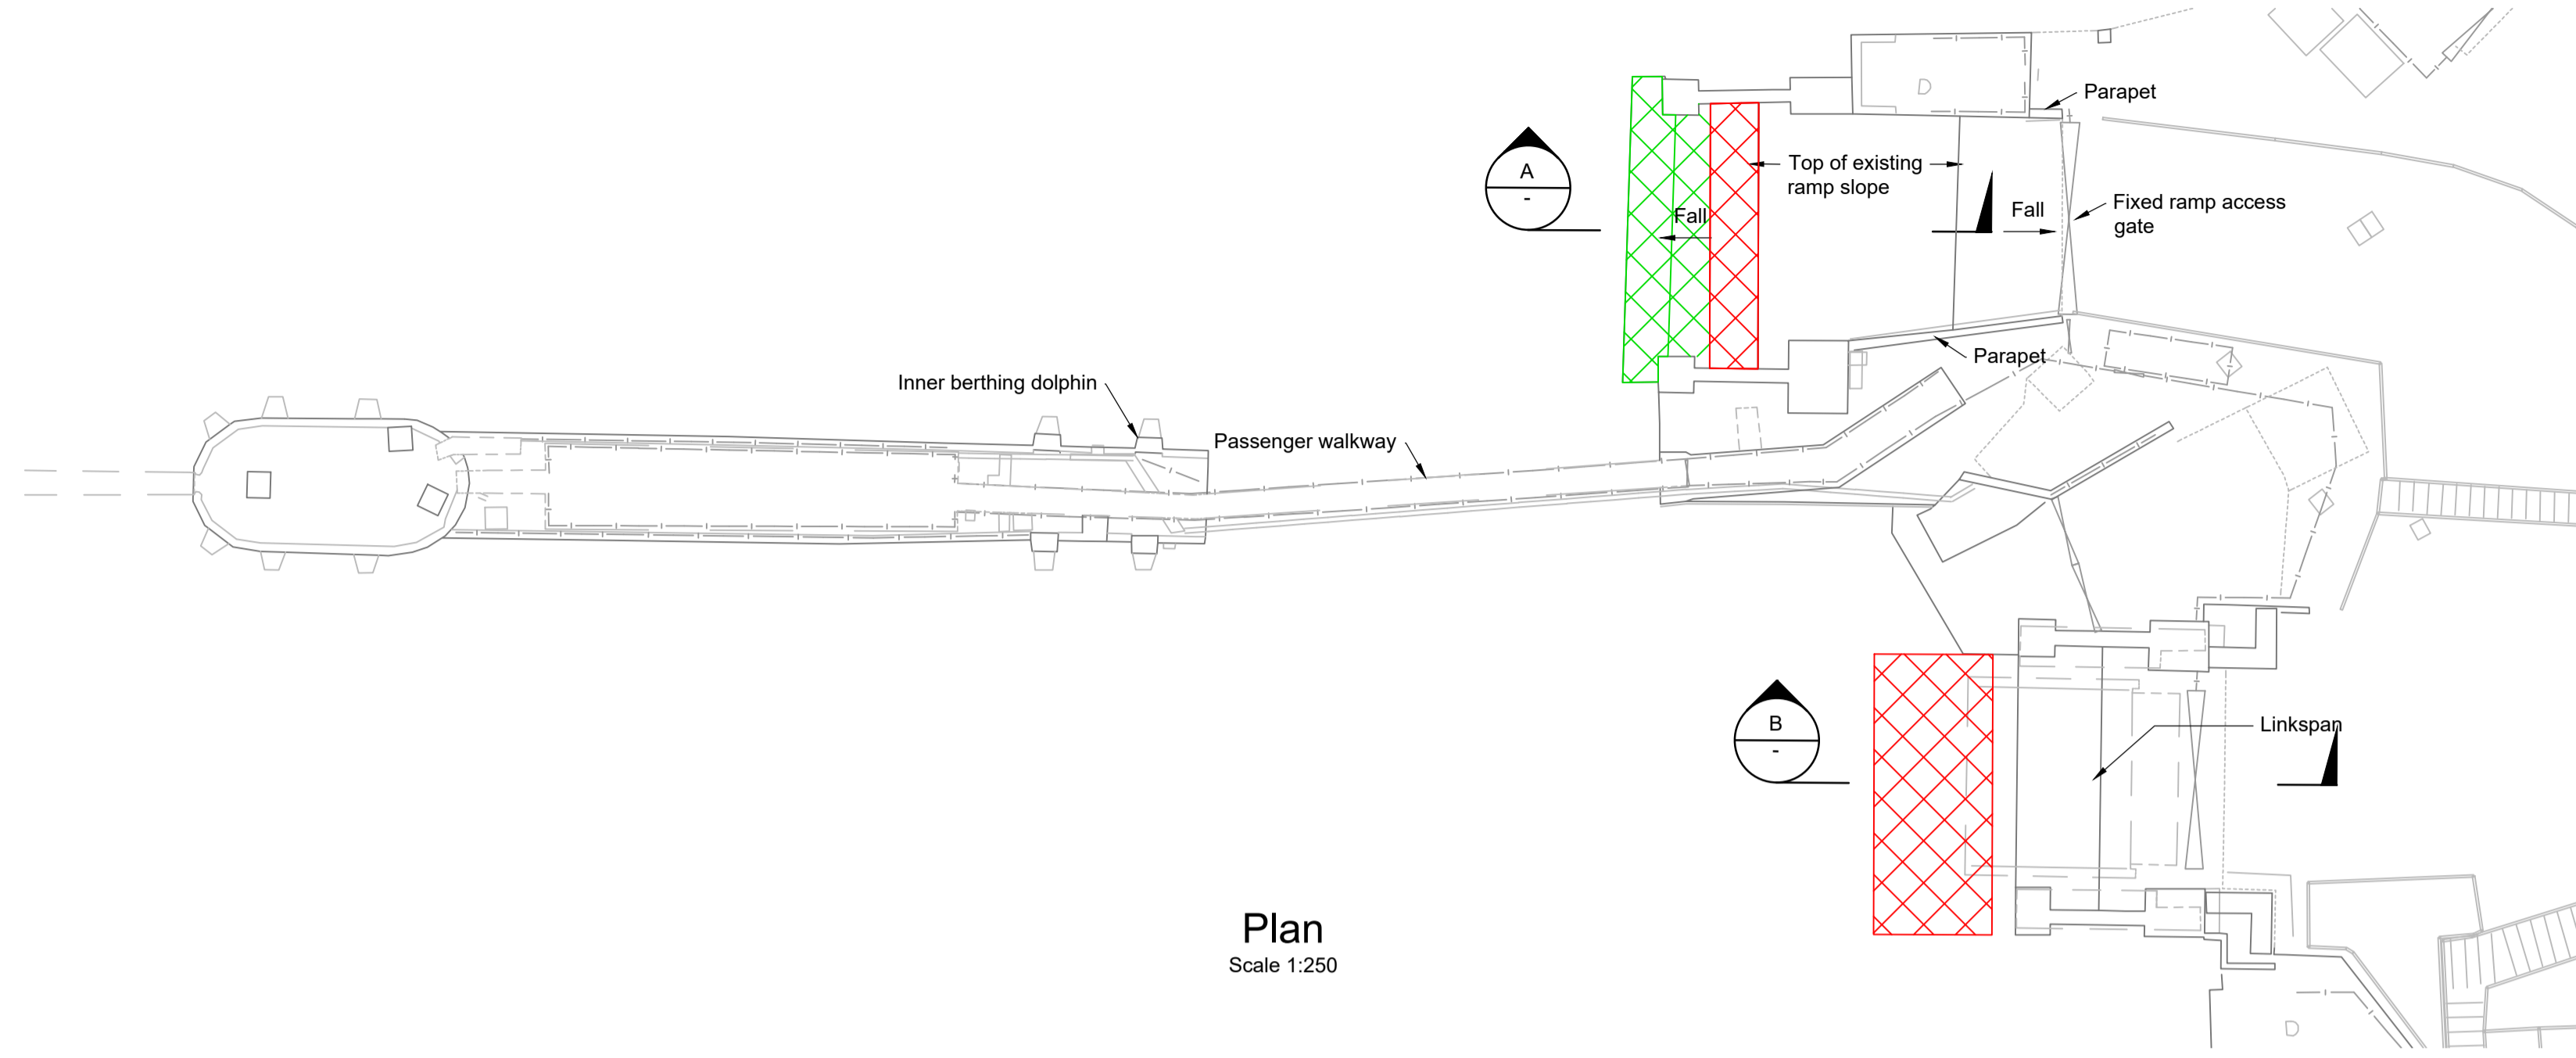 Parapet
A
-
Top of existing
ramp slope
Fall
Fall
Fixed ramp access
gate
Parapet
Inner berthing dolphin
Passenger walkway
B
-
Linkspan
Plan
Scale 1:250